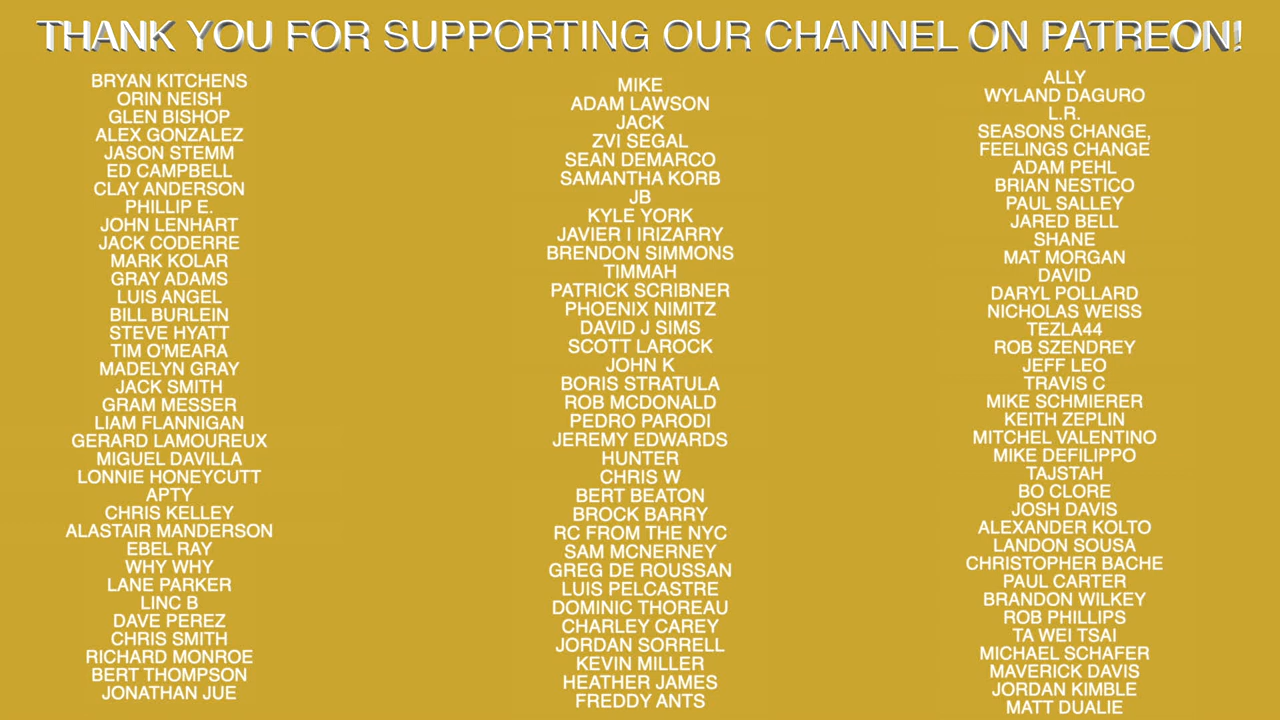 THANK YOU FOR SUPPORTING OUR CHANNEL ON PATREON!
BRYAN KITCHENS
ORIN NEISH
GLEN BISHOP
ALEX GONZALEZ
JASON STEMM
ED CAMPBELL
CLAY ANDERSON
PHILLIP E.
JOHN LENHART
JACK CODERRE
MARK KOLAR
GRAY ADAMS
LUIS ANGEL
BILL BURLEIN
STEVE HYATT
TIM O'MEARA
MADELYN GRAY
JACK SMITH
GRAM MESSER
LIAM FLANNIGAN
GERARD LAMOUREUX
MIGUEL DAVILLA
LONNIE HONEYCUTT
APTY
CHRIS KELLEY
ALASTAIR MANDERSON
EBEL RAY
WHY WHY
LANE PARKER
LINC B
DAVE PEREZ
CHRIS SMITH
RICHARD MONROE
BERT THOMPSON
JONATHAN JUE
MIKE
ADAM LAWSON
JACK
ZVI SEGAL
SEAN DEMARCO
SAMANTHA KORB
JB
KYLE YORK
JAVIER I IRIZARRY
BRENDON SIMMONS
TIMMAH
PATRICK SCRIBNER
PHOENIX NIMITZ
DAVID J SIMS
SCOTT LAROCK
JOHN K
BORIS STRATULA
ROB MCDONALD
PEDRO PARODI
JEREMY EDWARDS
HUNTER
CHRIS W
BERT BEATON
BROCK BARRY
RC FROM THE NYC
SAM MCNERNEY
GREG DE ROUSSAN
LUIS PELCASTRE
DOMINIC THOREAU
CHARLEY CAREY
JORDAN SORRELL
KEVIN MILLER
HEATHER JAMES
FREDDY ANTS
ALLY
WYLAND DAGURO
L.R.
SEASONS CHANGE,
FEELINGS CHANGE
ADAM PEHL
BRIAN NESTICO
PAUL SALLEY
JARED BELL
SHANE
MAT MORGAN
DAVID
DARYL POLLARD
NICHOLAS WEISS
TEZLA44
ROB SZENDREY
JEFF LEO
TRAVIS C
MIKE SCHMIERER
KEITH ZEPLIN
MITCHEL VALENTINO
MIKE DEFILIPPO
TAJSTAH
BO CLORE
JOSH DAVIS
ALEXANDER KOLTO
LANDON SOUSA
CHRISTOPHER BACHE
PAUL CARTER
BRANDON WILKEY
ROB PHILLIPS
TA WEI TSAI
MICHAEL SCHAFER
MAVERICK DAVIS
JORDAN KIMBLE
MATT DUALIE